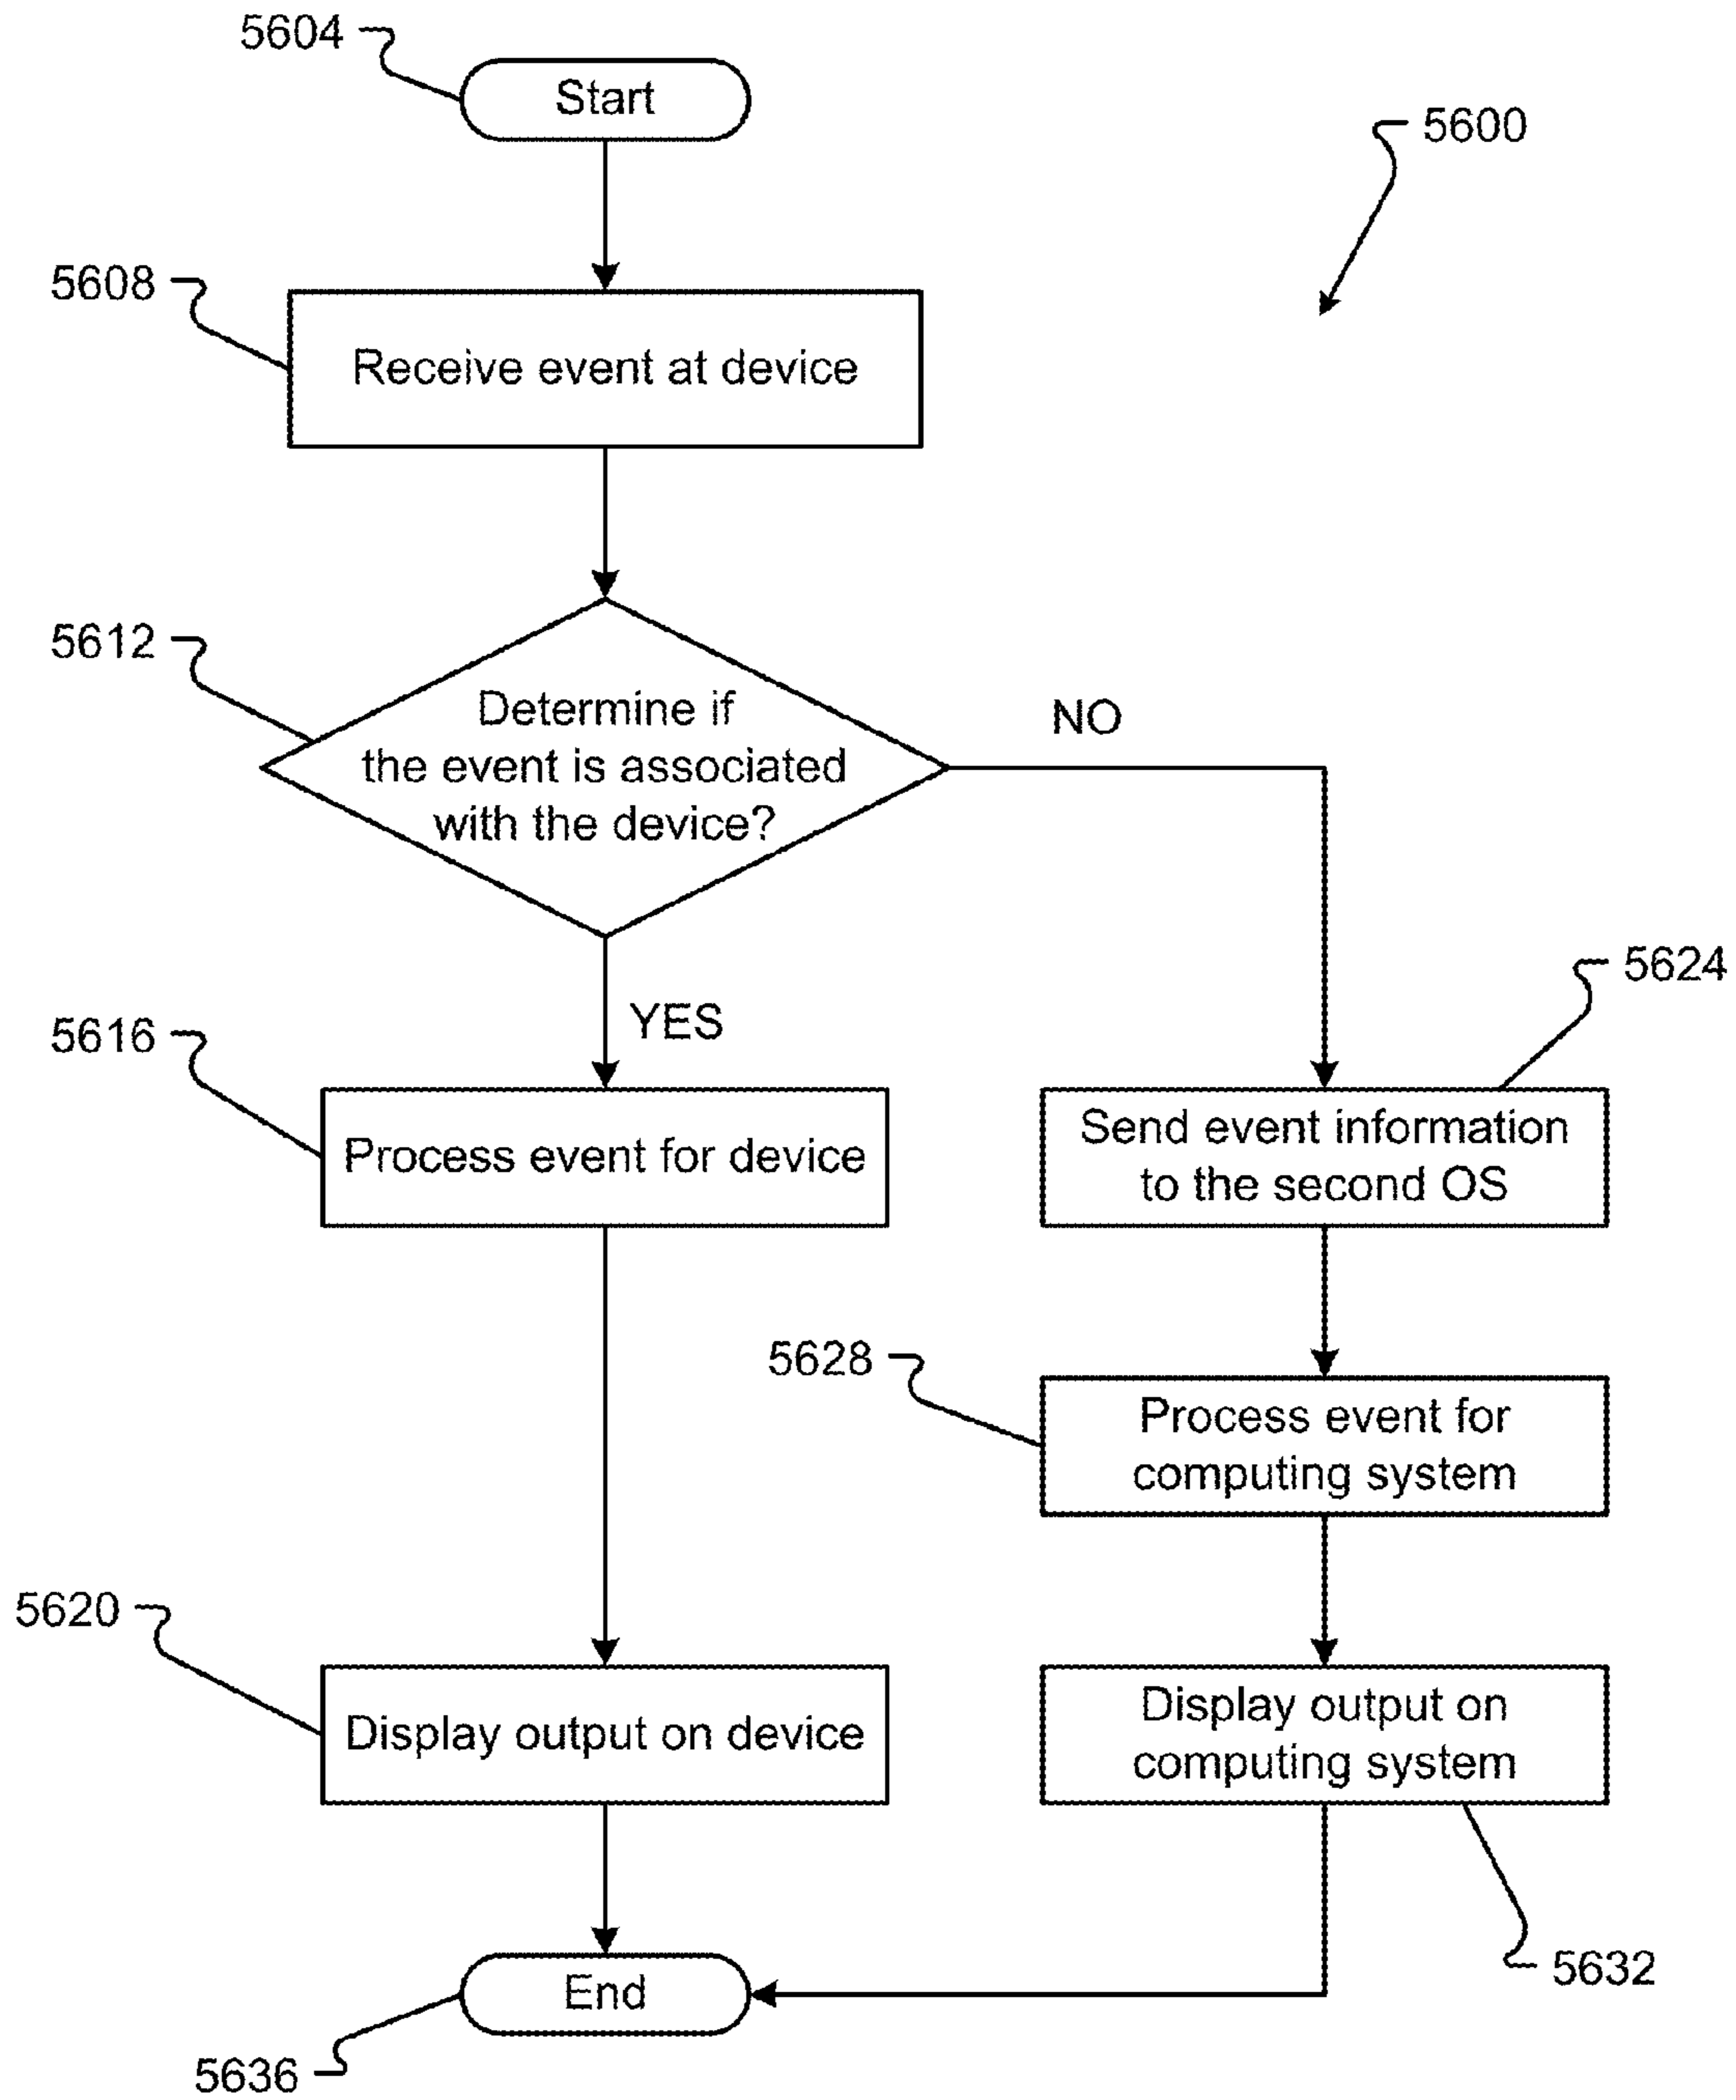 5604
Start
5600
5608
Receive event at device
5612
Determine if
the event is associated
with the device?
NO
YES
5616
Process event for device
5624
Send event information
to the second OS
5628
Process event for
computing system
5620
Display output on device
Display output on
computing system
5632
End
5636